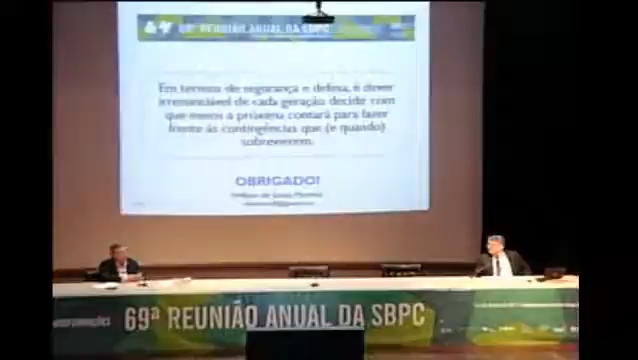 69ª REUNIÃO ANUAL DA SBPC
Em termos de segurança e defesa, é dever
irrenunciável de cada geração decidir com
que meios a próxima contará para fazer
frente às contingências que (e quando)
sobrevierem.
OBRIGADO!
69ª REUNIÃO ANUAL DA SBPC